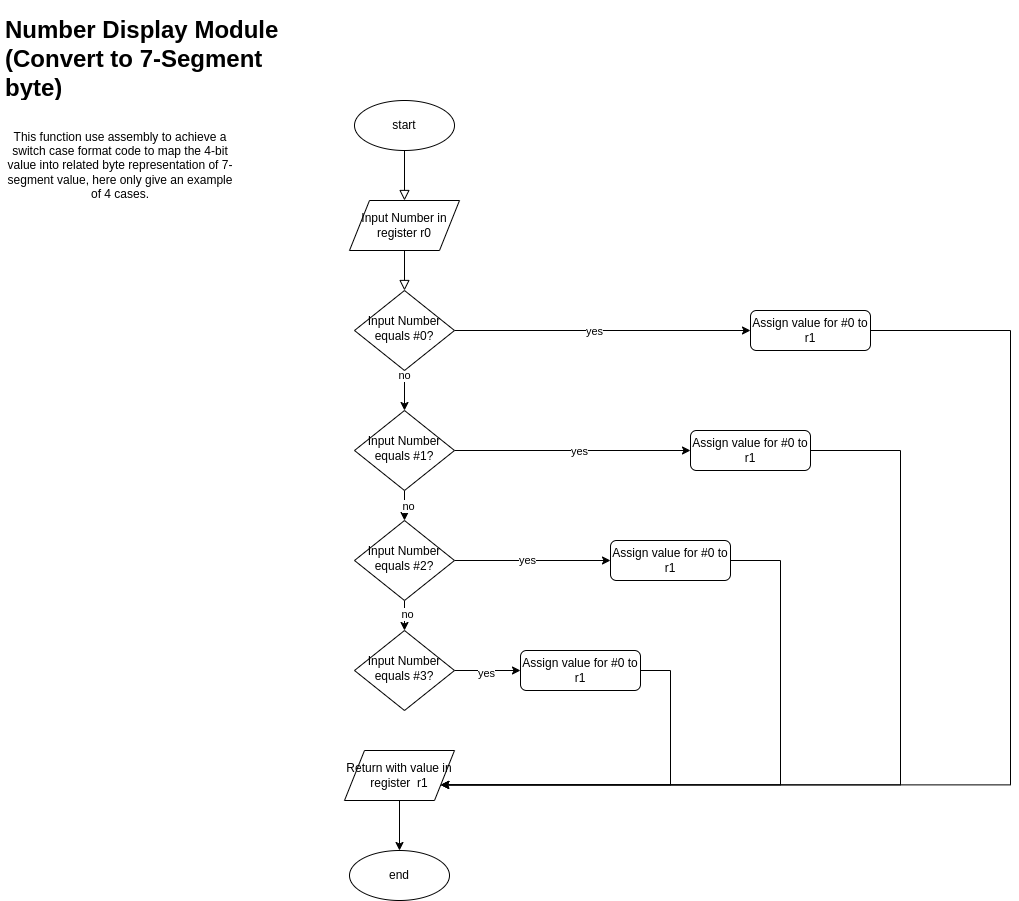 Number Display Module
(Convert to 7-Segment
byte)
This function use assembly to achieve a
switch case format code to map the 4-bit
value into related byte representation of 7-
segment value, here only give an example
of 4 cases.
start
Input Number in
register r0
Input Number
equals #0?
yes
Assign value for #0 to
r1
no
Input Number
equals #1?
yes
Assign value for #0 to
r1
no
Input Number
equals #2?
yes
Assign value for #0 to
r1
no
Input Number
equals #3?
yes
Assign value for #0 to
r1
Return with value in
register r1
end